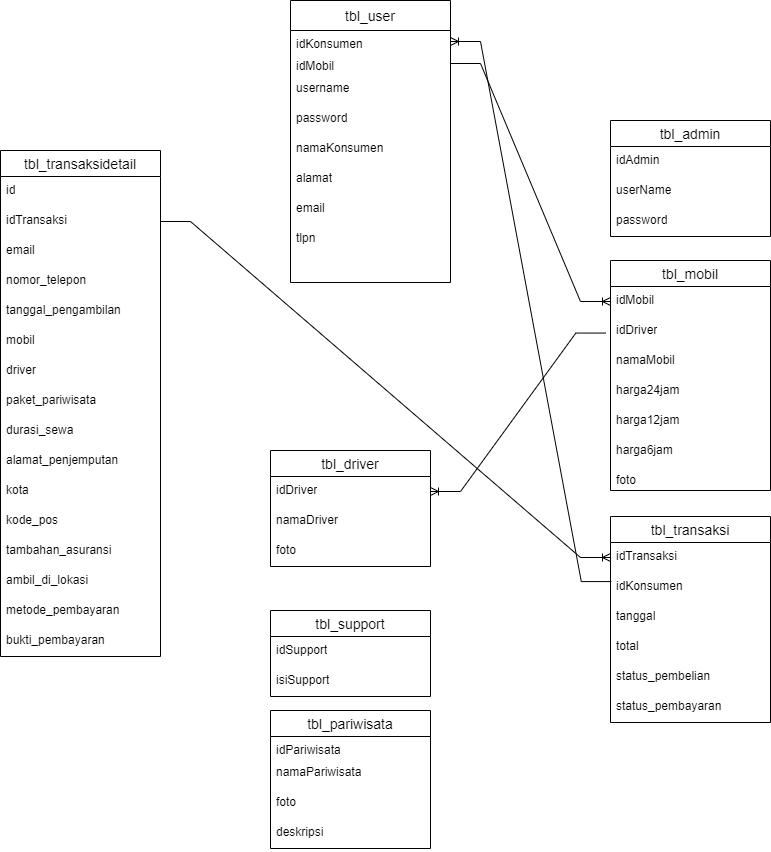 tbl_user
idKonsumen
idMobil
username
password
namaKonsumen
alamat
email
tlpn
tbl_admin
idAdmin
userName
password
tbl_transaksidetail
id
idTransaksi
email
nomor_telepon
tanggal_pengambilan
mobil
driver
paket_pariwisata
durasi_sewa
alamat_penjemputan
kota
kode_pos
tambahan_asuransi
ambil_di_lokasi
metode_pembayaran
bukti_pembayaran
tbl_mobil
idMobil
idDriver
namaMobil
harga24jam
harga12jam
harga6jam
foto
tbl_driver
idDriver
namaDriver
foto
tbl_transaksi
idTransaksi
idKonsumen
tanggal
total
status_pembelian
status_pembayaran
tbl_support
idSupport
isiSupport
tbl_pariwisata
idPariwisata
namaPariwisata
foto
deskripsi